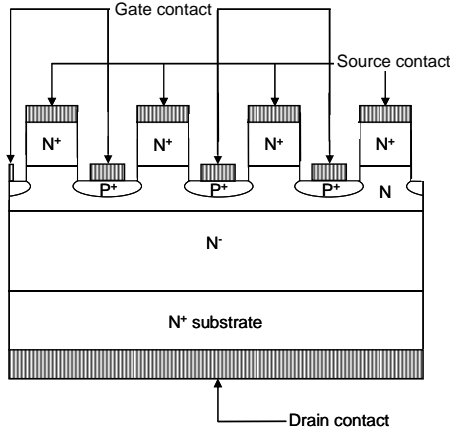 Gate contact
Source contact
N⁺ N⁺ N⁺ N⁺
P⁺ P⁺ P⁺ N
N⁻
N⁺ substrate
Drain contact